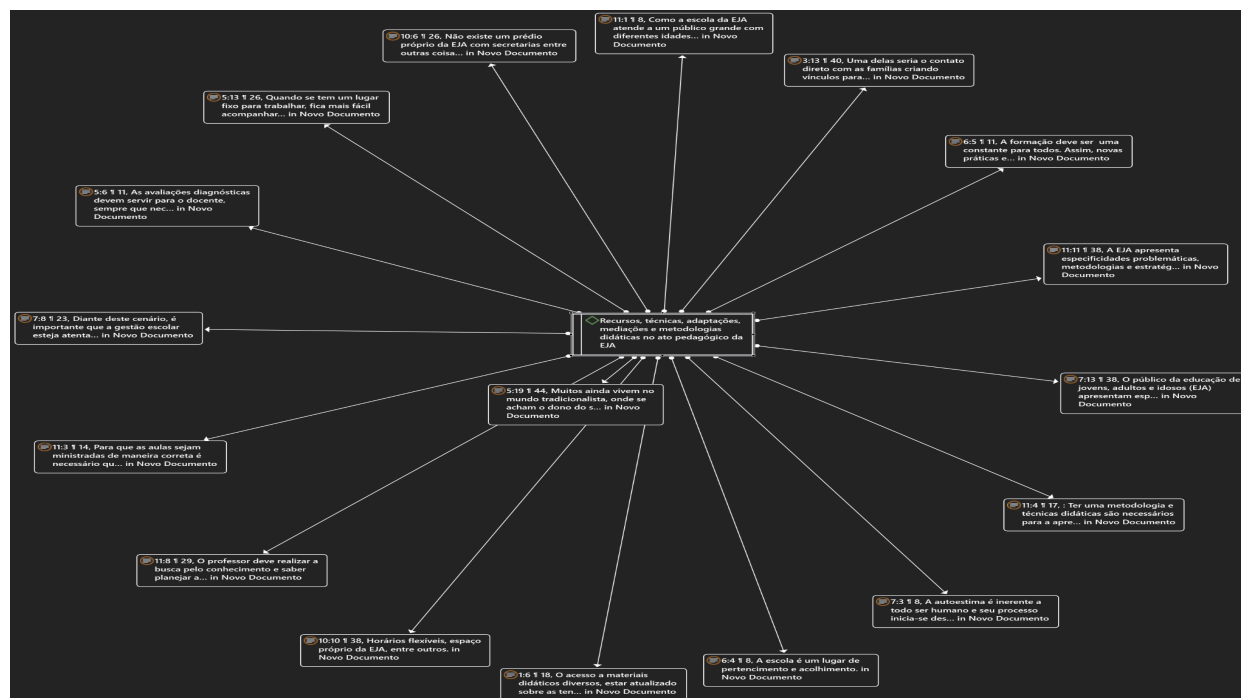 11:1 ¶ 8, Como a escola da EJA
atende a um público grande com
diferentes idades... in Novo
Documento
10:6 ¶ 26, Não existe um prédio
próprio da EJA com secretarias entre
outras coisa... in Novo Documento
3:13 ¶ 40, Uma delas seria o contato
direto com as famílias criando
vínculos para... in Novo Documento
5:13 ¶ 26, Quando se tem um lugar
fixo para trabalhar, fica mais fácil
acompanhar... in Novo Documento
6:5 ¶ 11, A formação deve ser uma
constante para todos. Assim, novas
práticas e... in Novo Documento
5:6 ¶ 11, As avaliações diagnósticas
devem servir para o docente,
sempre que nec... in Novo
Documento
11:11 ¶ 38, A EJA apresenta
especificidades problemáticas,
metodologias e estratég... in Novo
Documento
7:8 ¶ 23, Diante deste cenário, é
importante que a gestão escolar
esteja atenta... in Novo Documento
Recursos, técnicas, adaptações,
mediações e metodologias
didáticas no ato pedagógico da
EJA
5:19 ¶ 44, Muitos ainda vivem no
mundo tradicionalista, onde se
acham o dono do s... in Novo
Documento
7:13 ¶ 38, O público da educação de
jovens, adultos e idosos (EJA)
apresentam esp... in Novo
Documento
11:3 ¶ 14, Para que as aulas sejam
ministradas de maneira correta é
necessário qu... in Novo Documento
11:4 ¶ 17, : Ter uma metodologia e
técnicas didáticas são necessários
para a apre... in Novo Documento
11:8 ¶ 29, O professor deve realizar a
busca pelo conhecimento e saber
planejar a... in Novo Documento
7:3 ¶ 8, A autoestima é inerente a
todo ser humano e seu processo
inicia-se des... in Novo Documento
10:10 ¶ 38, Horários flexíveis, espaço
próprio da EJA, entre outros. in
Novo Documento
6:4 ¶ 8, A escola é um lugar de
pertencimento e acolhimento. in
Novo Documento
1:6 ¶ 18, O acesso a materiais
didáticos diversos, estar atualizado
sobre as ten... in Novo Documento